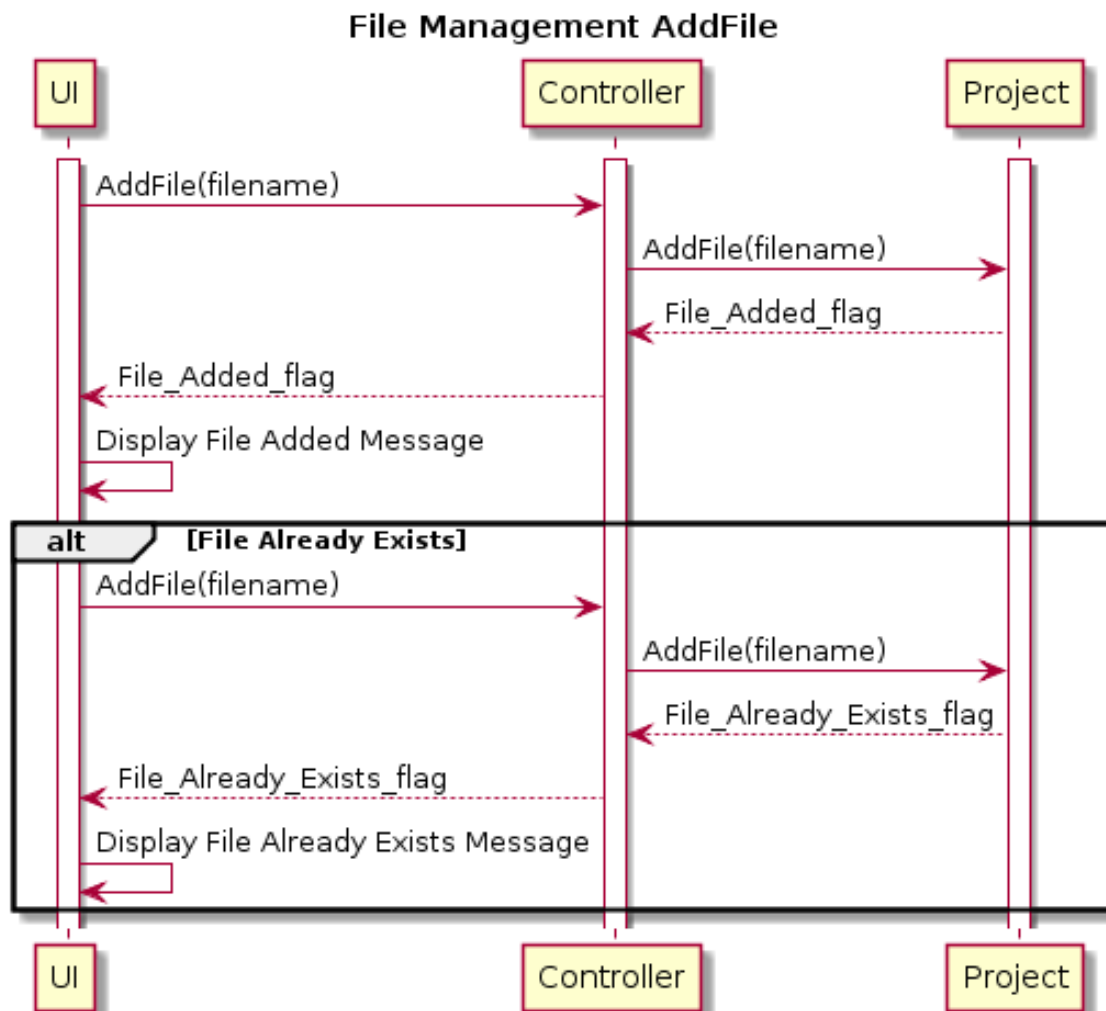 File Management AddFile
UI
Controller
Project
AddFile(filename)
AddFile(filename)
File_Added_flag
File_Added_flag
Display File Added Message
alt
[File Already Exists]
AddFile(filename)
AddFile(filename)
File_Already_Exists_flag
File_Already_Exists_flag
Display File Already Exists Message
UI
Controller
Project